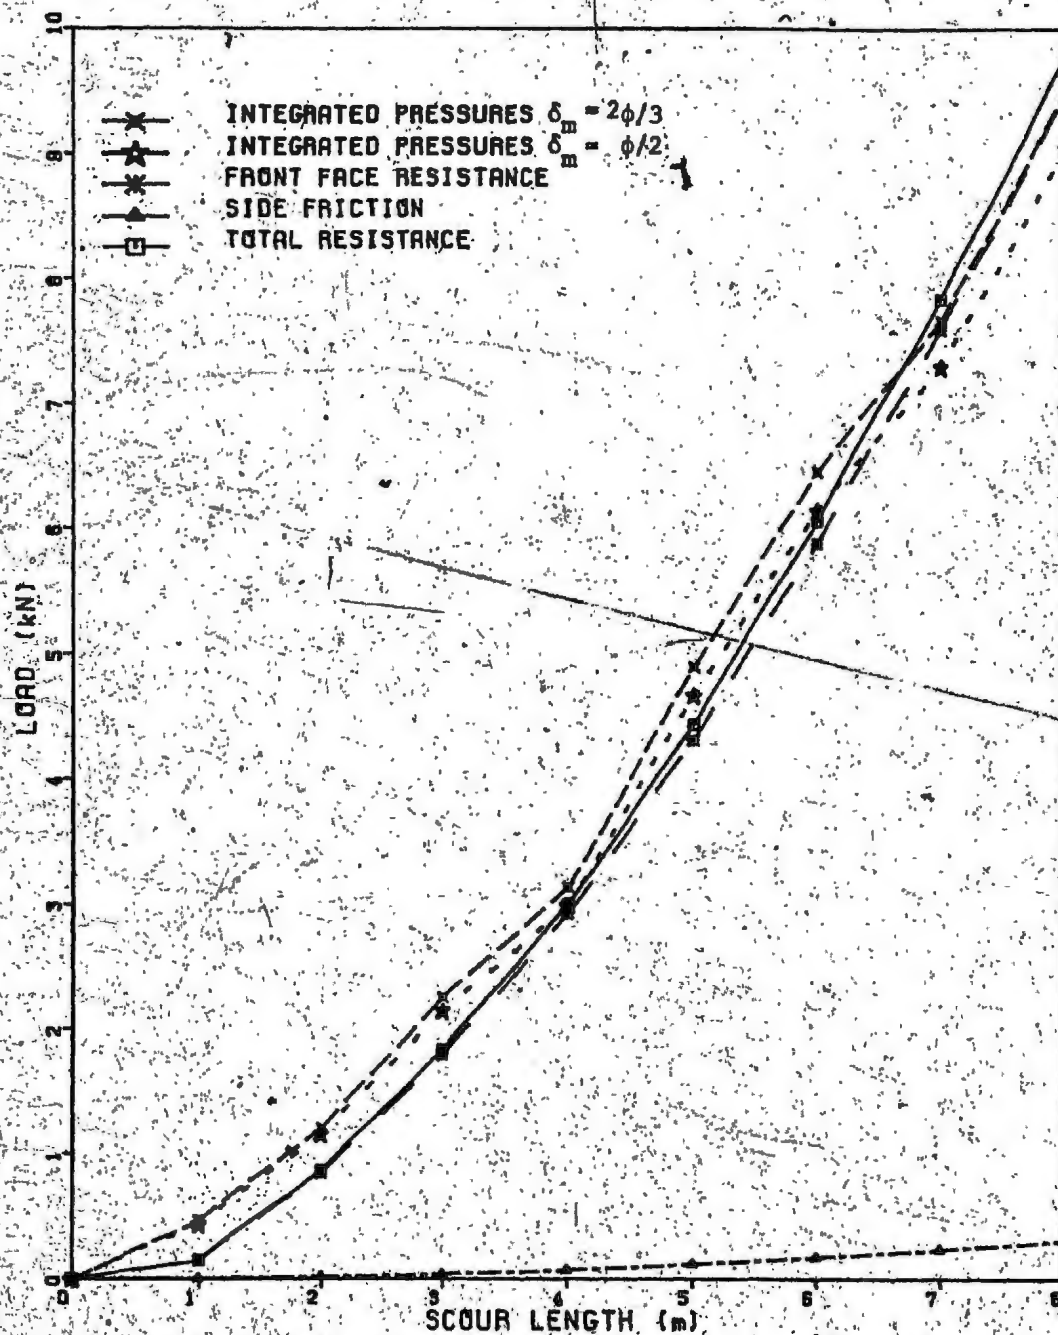 10
INTEGRATED PRESSURES δm = 2φ/3
INTEGRATED PRESSURES δm = φ/2
FRONT FACE RESISTANCE
SIDE FRICTION
TOTAL RESISTANCE
9
8
7
6
5
4
3
2
1
0
LOAD (kN)
0 1 2 3 4 5 6 7 8
SCOUR LENGTH (m)